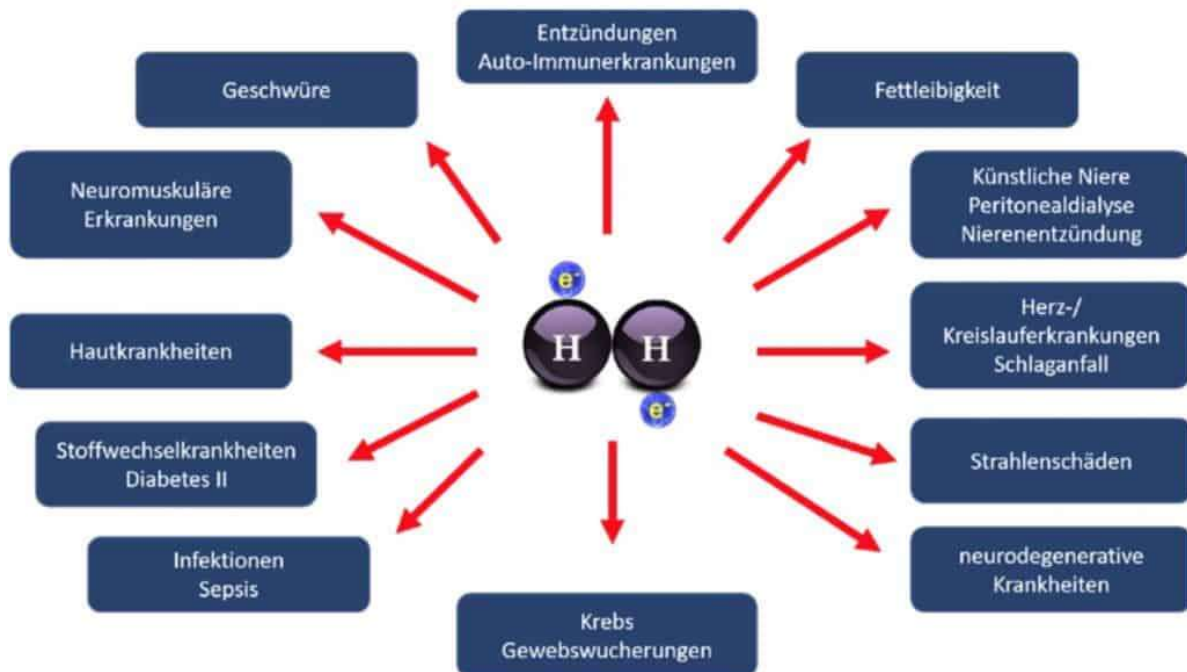 Entzündungen
Auto-Immunerkrankungen
Geschwüre
Fettleibigkeit
Neuromuskuläre
Erkrankungen
Künstliche Niere
Peritonealdialyse
Nierenentzündung
e-
H H
e-
Hautkrankheiten
Herz-/
Kreislauferkrankungen
Schlaganfall
Stoffwechselkrankheiten
Diabetes II
Strahlenschäden
Infektionen
Sepsis
neurodegenerative
Krankheiten
Krebs
Gewebswucherungen